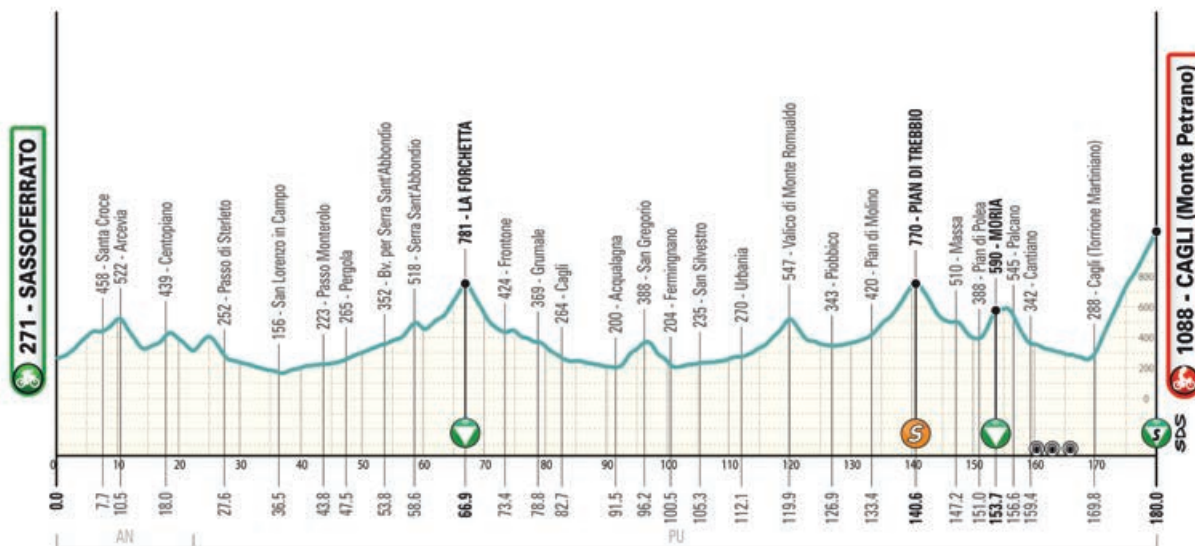 271 - SASSOFERRATO
458 - Santa Croce
522 - Arcevia
439 - Centopiano
252 - Passo di Sterleto
156 - San Lorenzo in Campo
223 - Passo Monterolo
265 - Pergola
352 - Bv. per Serra Sant'Abbondio
518 - Serra Sant'Abbondio
781 - LA FORCHETTA
424 - Frontone
369 - Grumale
264 - Cagli
200 - Acqualagna
388 - San Gregorio
204 - Fermingnano
235 - San Silvestro
270 - Urbania
547 - Valico di Monte Romualdo
343 - Piobbico
420 - Pian di Molino
770 - PIAN DI TREBBIO
510 - Massa
388 - Pian di Polea
590 - MORIA
545 - Palcano
342 - Cantiano
288 - Cagli (Torrione Martiniano)
1088 - CAGLI (Monte Petrano)
800
600
400
200
0
S
S
SDS
0 10 20 30 40 50 60 70 80 90 100 110 120 130 140 150 160 170
0.0 7.7 10.5 18.0 27.6 36.5 43.8 47.5 53.8 58.6 66.9 73.4 78.8 82.7 91.5 96.2 100.5 105.3 112.1 119.9 126.9 133.4 140.6 147.2 151.0 153.7 156.6 159.4 169.8 180.0
AN PU